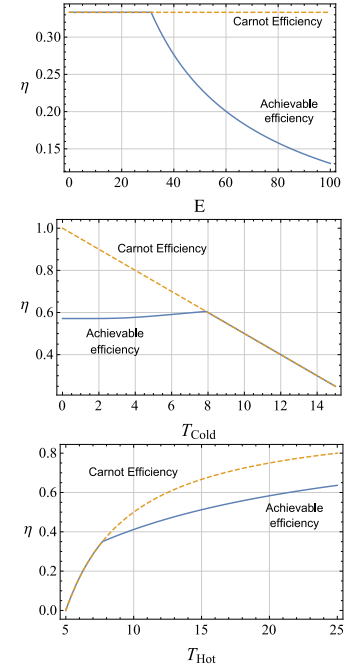 0.30
0.25
0.20
0.15
η
Carnot Efficiency
Achievable
efficiency
0 20 40 60 80 100
E
1.0
0.8
0.6
0.4
η
Carnot Efficiency
Achievable
efficiency
0 2 4 6 8 10 12 14
T_Cold
0.8
0.6
0.4
0.2
0.0
η
Carnot Efficiency
Achievable
efficiency
5 10 15 20 25
T_Hot